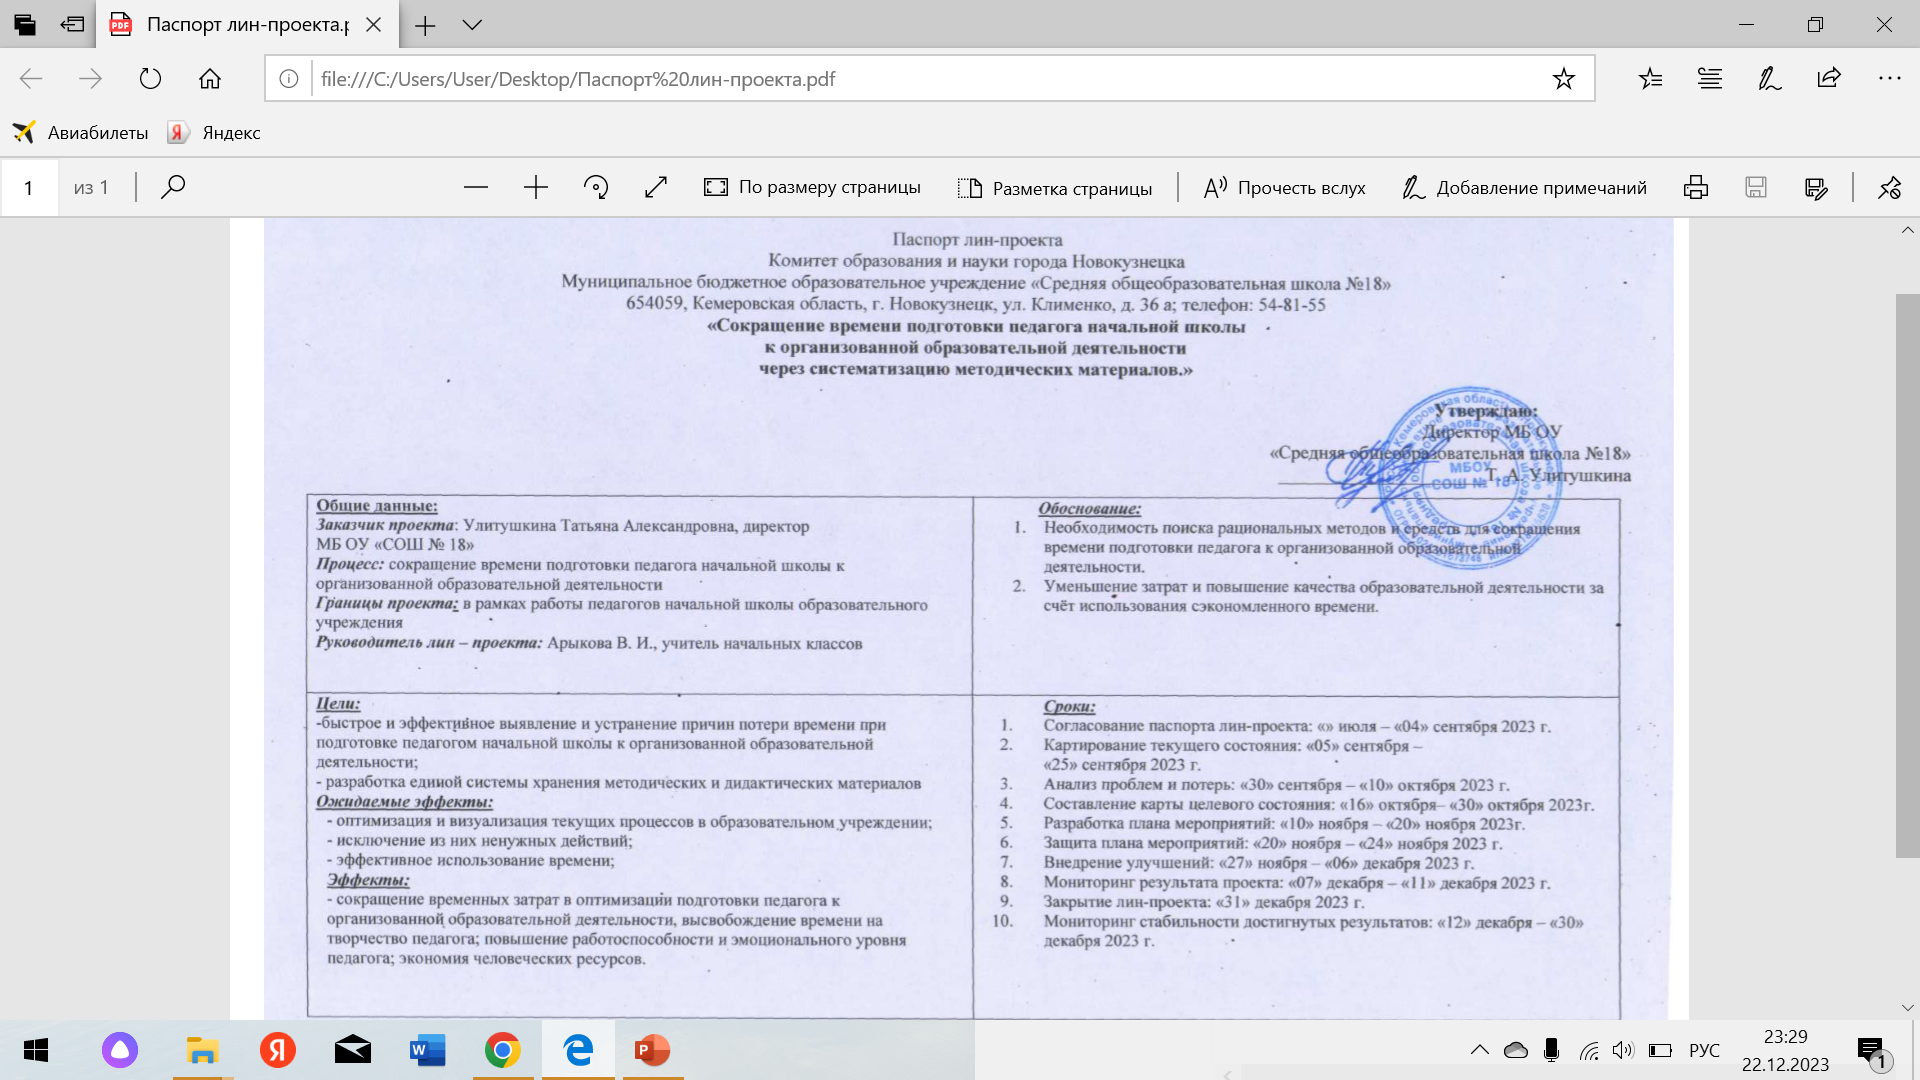 Паспорт лин-проекта.р
file:///C:/Users/User/Desktop/Паспорт%20лин-проекта.pdf
Авиабилеты
Яндекс
1 из 1
По размеру страницы
Разметка страницы
Прочесть вслух
Добавление примечаний
Паспорт лин-проекта
Комитет образования и науки города Новокузнецка
Муниципальное бюджетное образовательное учреждение «Средняя общеобразовательная школа №18»
654059, Кемеровская область, г. Новокузнецк, ул. Клименко, д. 36 а; телефон: 54-81-55
«Сокращение времени подготовки педагога начальной школы
к организованной образовательной деятельности
через систематизацию методических материалов.»
Утверждаю:
Директор МБ ОУ
«Средняя общеобразовательная школа №18»
Т. А. Улитушкина
МБОУ
СОШ № 18
Общие данные:
Заказчик проекта: Улитушкина Татьяна Александровна, директор
МБ ОУ «СОШ № 18»
Процесс: сокращение времени подготовки педагога начальной школы к
организованной образовательной деятельности
Границы проекта: в рамках работы педагогов начальной школы образовательного
учреждения
Руководитель лин – проекта: Арыкова В. И., учитель начальных классов
Обоснование:
1. Необходимость поиска рациональных методов и средств для сокращения
времени подготовки педагога к организованной образовательной
деятельности.
2. Уменьшение затрат и повышение качества образовательной деятельности за
счёт использования сэкономленного времени.
Цели:
-быстрое и эффективное выявление и устранение причин потери времени при
подготовке педагогом начальной школы к организованной образовательной
деятельности;
- разработка единой системы хранения методических и дидактических материалов
Ожидаемые эффекты:
- оптимизация и визуализация текущих процессов в образовательном учреждении;
- исключение из них ненужных действий;
- эффективное использование времени;
Эффекты:
- сокращение временных затрат в оптимизации подготовки педагога к
организованной образовательной деятельности, высвобождение времени на
творчество педагога; повышение работоспособности и эмоционального уровня
педагога; экономия человеческих ресурсов.
Сроки:
1. Согласование паспорта лин-проекта: «» июля – «04» сентября 2023 г.
2. Картирование текущего состояния: «05» сентября –
«25» сентября 2023 г.
3. Анализ проблем и потерь: «30» сентября – «10» октября 2023 г.
4. Составление карты целевого состояния: «16» октября– «30» октября 2023г.
5. Разработка плана мероприятий: «10» ноября – «20» ноября 2023г.
6. Защита плана мероприятий: «20» ноября – «24» ноября 2023 г.
7. Внедрение улучшений: «27» ноября – «06» декабря 2023 г.
8. Мониторинг результата проекта: «07» декабря – «11» декабря 2023 г.
9. Закрытие лин-проекта: «31» декабря 2023 г.
10. Мониторинг стабильности достигнутых результатов: «12» декабря – «30»
декабря 2023 г.
РУС
23:29
22.12.2023
1